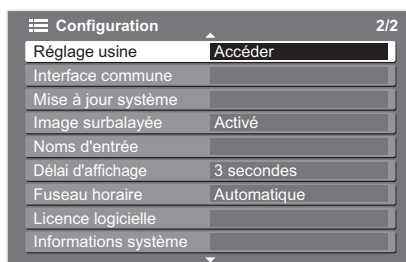 Configuration 2/2
Réglage usine Accéder
Interface commune
Mise à jour système
Image surbalayée Activé
Noms d'entrée
Délai d'affichage 3 secondes
Fuseau horaire Automatique
Licence logicielle
Informations système